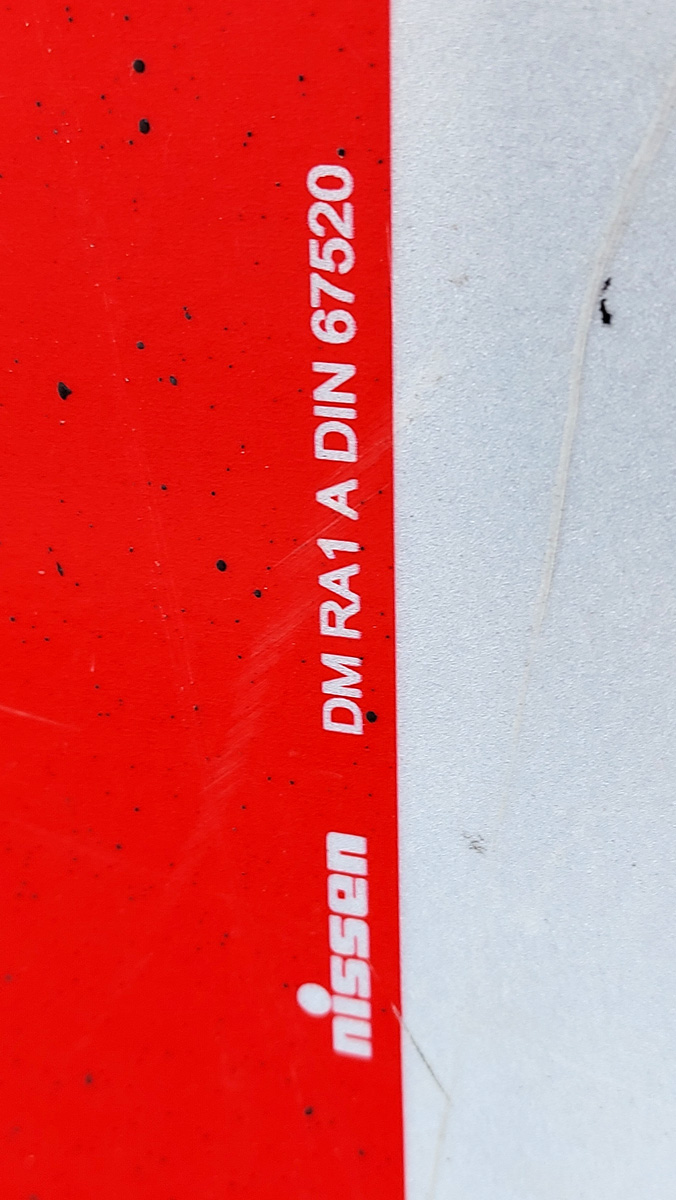 nissen DM RA1 A DIN 67520